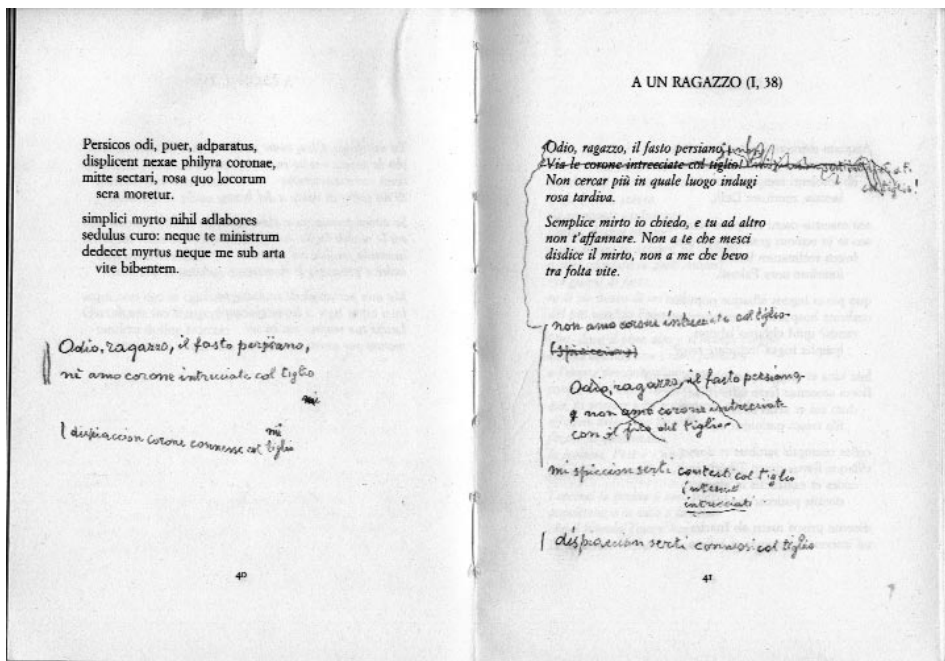 Persicos odi, puer, adparatus,
displicent nexae philyra coronae,
mitte sectari, rosa quo locorum
sera moretur.
simplici myrto nihil adlabores
sedulus curo: neque te ministrum
dedecet myrtus neque me sub arta
vite bibentem.
Odio, ragazzo, il fasto persiano,
né amo corone intrecciate col tiglio
mi
dispiaccion corone connesse col tiglio
40
A UN RAGAZZO (I, 38)
Odio, ragazzo, il fasto persiano,
Via le corone intrecciate col tiglio!
col tiglio!
Non cercar più in quale luogo indugi
rosa tardiva.
Semplice mirto io chiedo, e tu ad altro
non t'affannare. Non a te che mesci
disdice il mirto, non a me che bevo
tra folta vite.
non amo corone intrecciate col tiglio
Odio, ragazzo, il fasto persiano
e non amo corone intrecciate
con il filo del tiglio
mi spiaccion serti contesti col tiglio
intessuti
intrecciati
dispiaccion serti connessi col tiglio
41